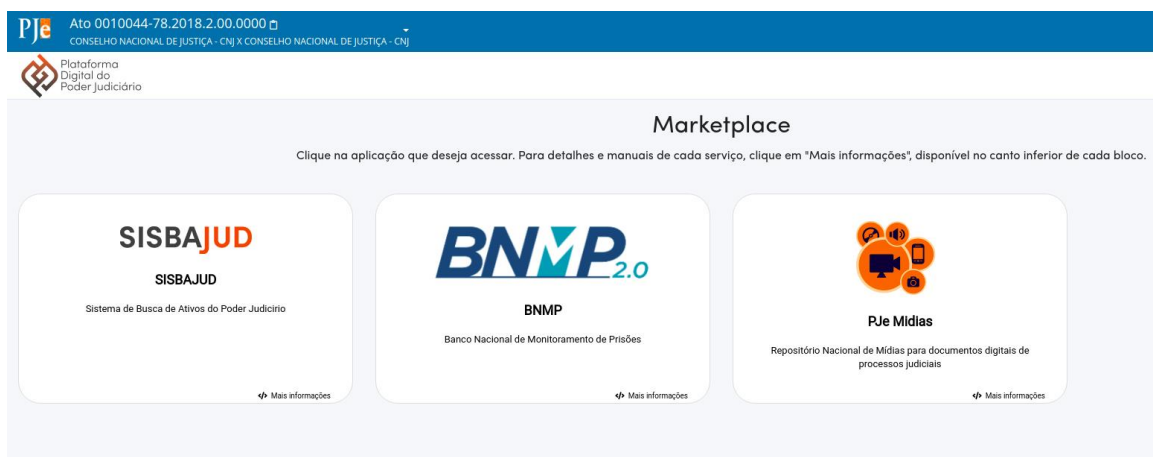 PJe
Ato 0010044-78.2018.2.00.0000
CONSELHO NACIONAL DE JUSTIÇA - CNJ X CONSELHO NACIONAL DE JUSTIÇA - CNJ
Plataforma
Digital do
Poder Judiciário
Marketplace
Clique na aplicação que deseja acessar. Para detalhes e manuais de cada serviço, clique em "Mais informações", disponível no canto inferior de cada bloco.
SISBAJUD
SISBAJUD
Sistema de Busca de Ativos do Poder Judicirio
</> Mais informações
BNMP 2.0
BNMP
Banco Nacional de Monitoramento de Prisões
</> Mais informações
PJe Midias
Repositório Nacional de Mídias para documentos digitais de
processos judiciais
</> Mais informações